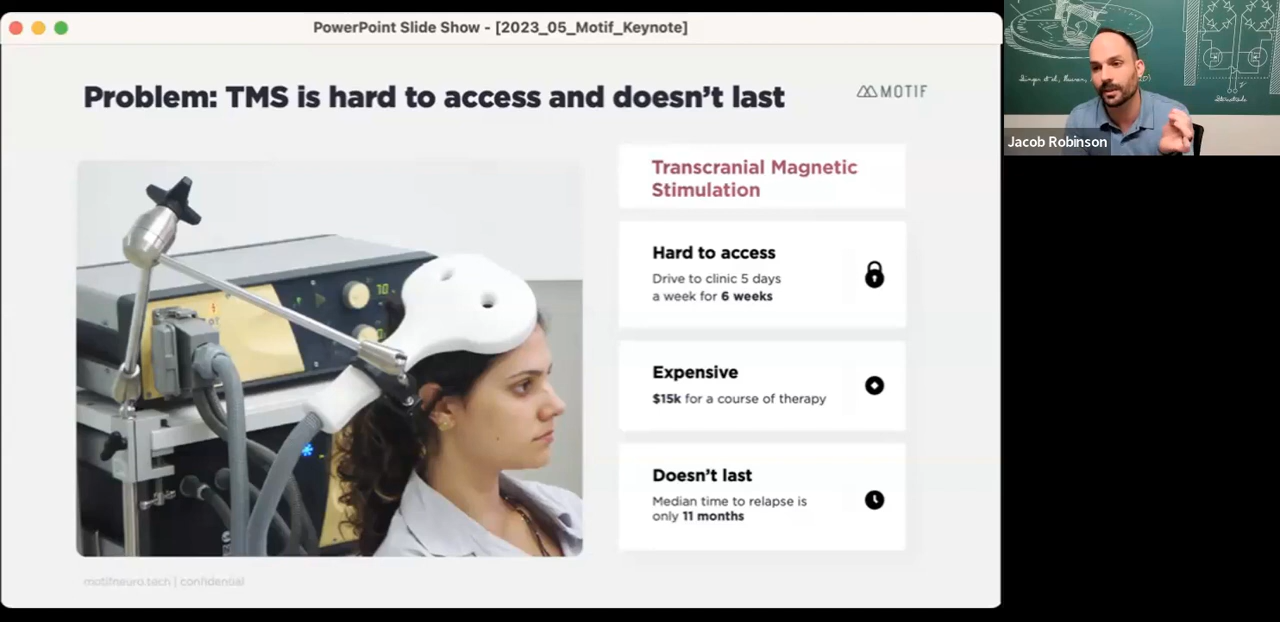 PowerPoint Slide Show - [2023_05_Motif_Keynote]
Problem: TMS is hard to access and doesn't last
MOTIF
Transcranial Magnetic
Stimulation
Hard to access
Drive to clinic 5 days
a week for 6 weeks
Expensive
$15k for a course of therapy
Doesn't last
Median time to relapse is
only 11 months
motifneuro.tech | confidential
Jacob Robinson